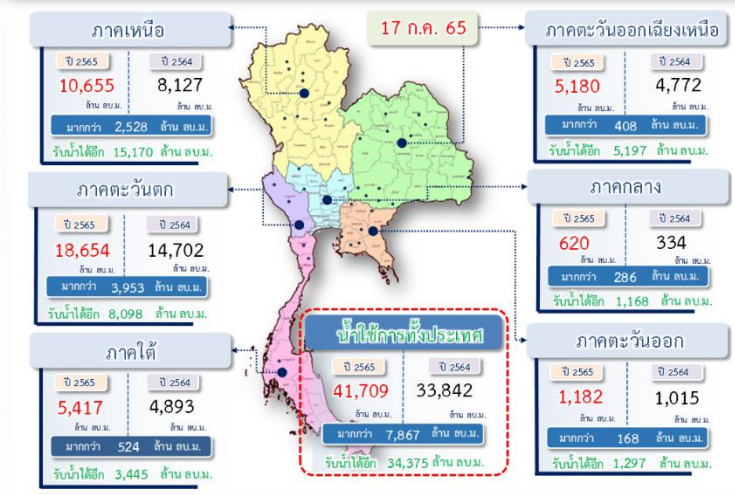 ภาคเหนือ
ปี 2565 ปี 2564
10,655 8,127
ล้าน ลบ.ม. ล้าน ลบ.ม.
มากกว่า 2,528 ล้าน ลบ.ม.
รับน้ำได้อีก 15,170 ล้าน ลบ.ม.
17 ก.ค. 65
ภาคตะวันออกเฉียงเหนือ
ปี 2565 ปี 2564
5,180 4,772
ล้าน ลบ.ม. ล้าน ลบ.ม.
มากกว่า 408 ล้าน ลบ.ม.
รับน้ำได้อีก 5,197 ล้าน ลบ.ม.
ภาคตะวันตก
ปี 2565 ปี 2564
18,654 14,702
ล้าน ลบ.ม. ล้าน ลบ.ม.
มากกว่า 3,953 ล้าน ลบ.ม.
รับน้ำได้อีก 8,098 ล้าน ลบ.ม.
ภาคกลาง
ปี 2565 ปี 2564
620 334
ล้าน ลบ.ม. ล้าน ลบ.ม.
มากกว่า 286 ล้าน ลบ.ม.
รับน้ำได้อีก 1,168 ล้าน ลบ.ม.
ภาคใต้
ปี 2565 ปี 2564
5,417 4,893
ล้าน ลบ.ม. ล้าน ลบ.ม.
มากกว่า 524 ล้าน ลบ.ม.
รับน้ำได้อีก 3,445 ล้าน ลบ.ม.
น้ำใช้การทั้งประเทศ
ปี 2565 ปี 2564
41,709 33,842
ล้าน ลบ.ม. ล้าน ลบ.ม.
มากกว่า 7,867 ล้าน ลบ.ม.
รับน้ำได้อีก 34,375 ล้าน ลบ.ม.
ภาคตะวันออก
ปี 2565 ปี 2564
1,182 1,015
ล้าน ลบ.ม. ล้าน ลบ.ม.
มากกว่า 168 ล้าน ลบ.ม.
รับน้ำได้อีก 1,297 ล้าน ลบ.ม.